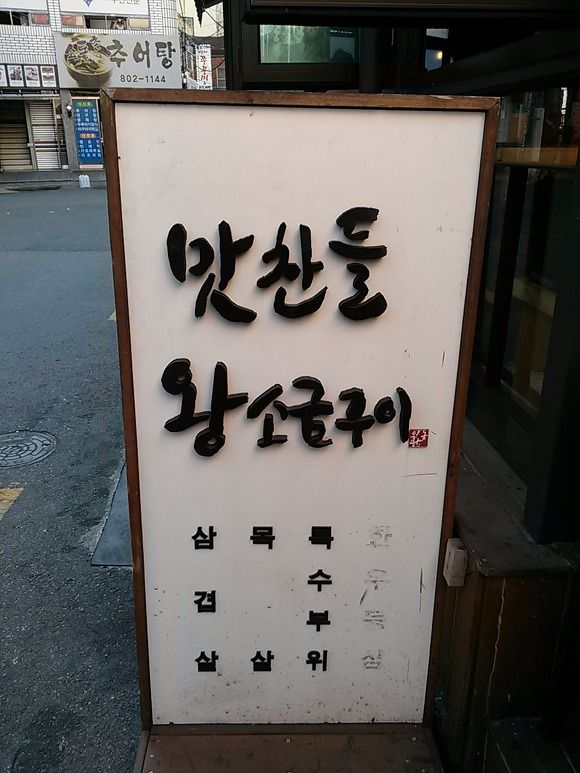 추어탕
802-1144
맛찬들
왕소금구이
삼겹살
목살
특수부위